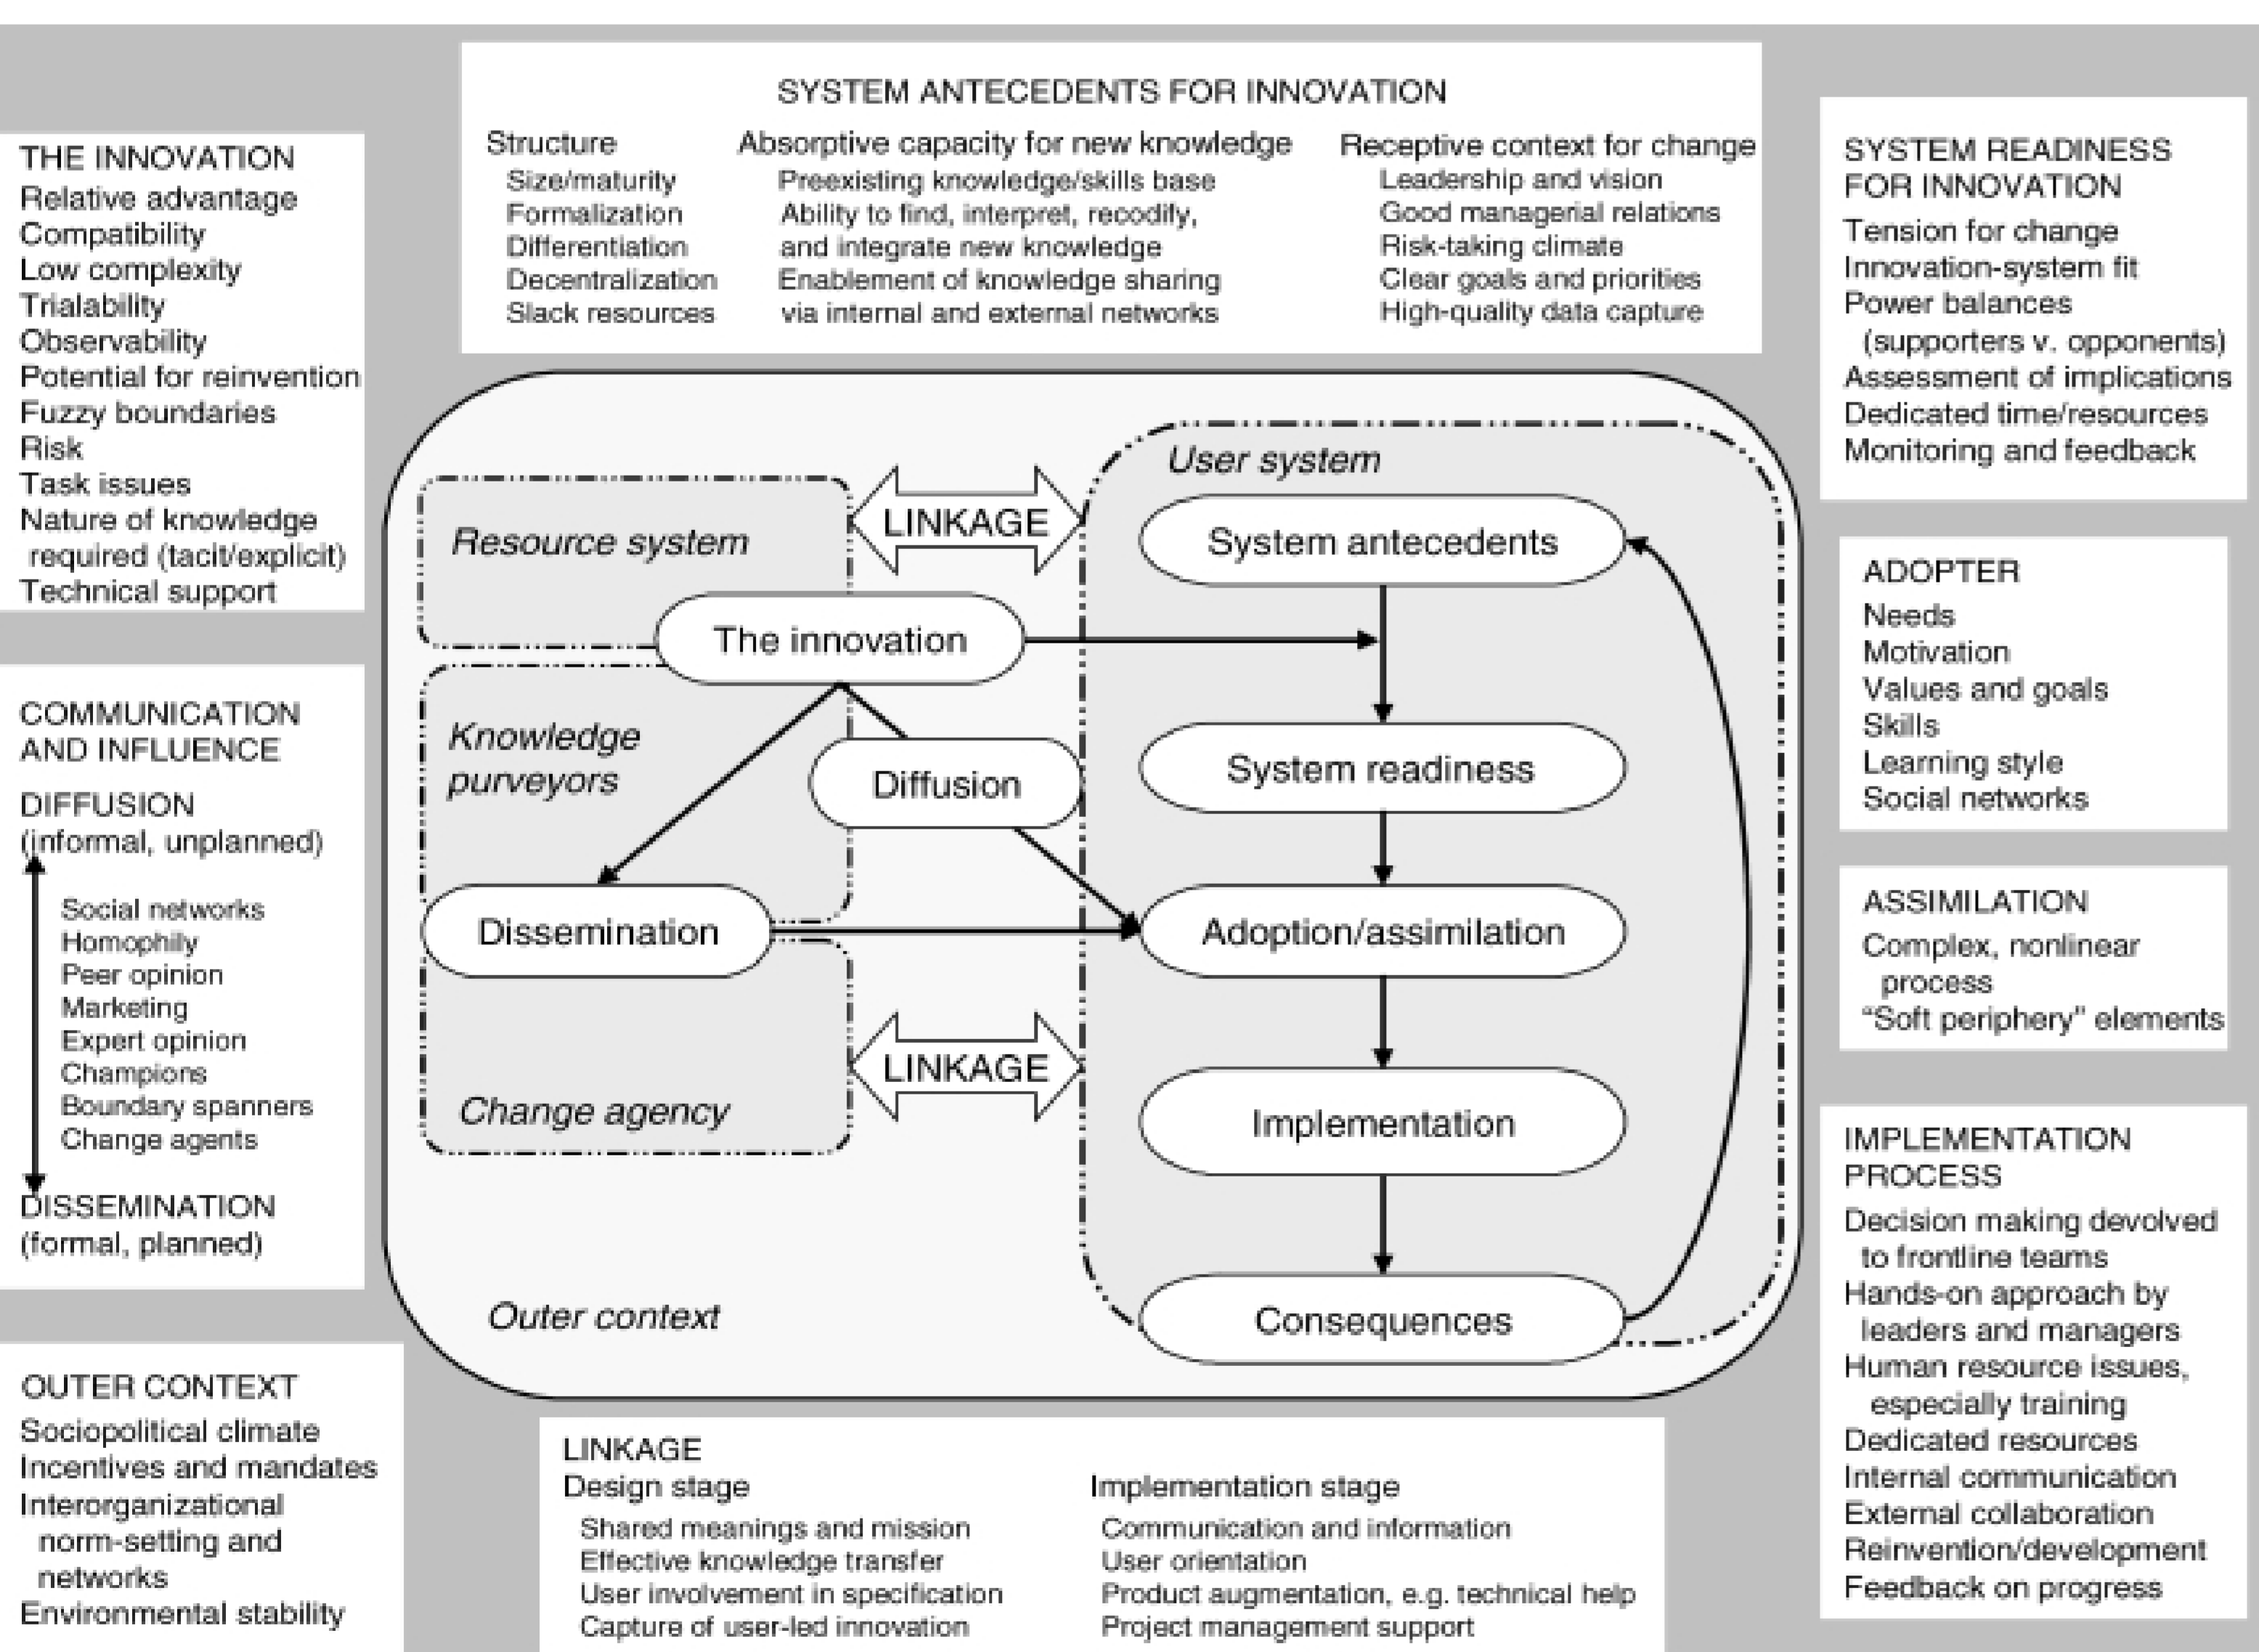 SYSTEM ANTECEDENTS FOR INNOVATION
Structure
Size/maturity
Formalization
Differentiation
Decentralization
Slack resources
Absorptive capacity for new knowledge
Preexisting knowledge/skills base
Ability to find, interpret, recodify,
and integrate new knowledge
Enablement of knowledge sharing
via internal and external networks
Receptive context for change
Leadership and vision
Good managerial relations
Risk-taking climate
Clear goals and priorities
High-quality data capture
THE INNOVATION
Relative advantage
Compatibility
Low complexity
Trialability
Observability
Potential for reinvention
Fuzzy boundaries
Risk
Task issues
Nature of knowledge
required (tacit/explicit)
Technical support
COMMUNICATION
AND INFLUENCE
DIFFUSION
(informal, unplanned)
Social networks
Homophily
Peer opinion
Marketing
Expert opinion
Champions
Boundary spanners
Change agents
DISSEMINATION
(formal, planned)
OUTER CONTEXT
Sociopolitical climate
Incentives and mandates
Interorganizational
norm-setting and
networks
Environmental stability
Resource system
LINKAGE
User system
System antecedents
The innovation
Knowledge
purveyors
Diffusion
System readiness
Dissemination
Adoption/assimilation
LINKAGE
Change agency
Implementation
Outer context
Consequences
SYSTEM READINESS
FOR INNOVATION
Tension for change
Innovation-system fit
Power balances
(supporters v. opponents)
Assessment of implications
Dedicated time/resources
Monitoring and feedback
ADOPTER
Needs
Motivation
Values and goals
Skills
Learning style
Social networks
ASSIMILATION
Complex, nonlinear
process
“Soft periphery” elements
IMPLEMENTATION
PROCESS
Decision making devolved
to frontline teams
Hands-on approach by
leaders and managers
Human resource issues,
especially training
Dedicated resources
Internal communication
External collaboration
Reinvention/development
Feedback on progress
LINKAGE
Design stage
Shared meanings and mission
Effective knowledge transfer
User involvement in specification
Capture of user-led innovation
Implementation stage
Communication and information
User orientation
Product augmentation, e.g. technical help
Project management support